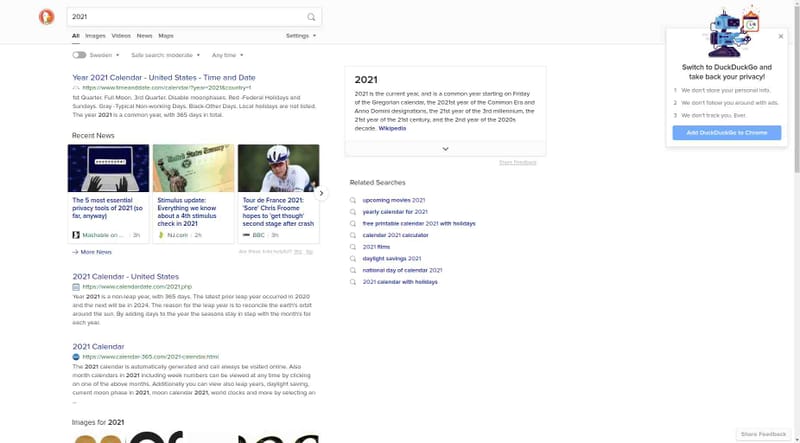 2021
All Images Videos News Maps Settings
Sweden Safe search: moderate Any time
Year 2021 Calendar - United States - Time and Date
https://www.timeanddate.com/calendar/?year=2021&country=1
1st Quarter. Full Moon. 3rd Quarter. Disable moonphases. Red -Federal Holidays and
Sundays. Gray -Typical Non-working Days. Black-Other Days. Local holidays are not listed.
The year 2021 is a common year, with 365 days in total.
Recent News
The 5 most essential
privacy tools of 2021 (so
far, anyway)
Mashable on ... 3h
Stimulus update:
Everything we know
about a 4th stimulus
check in 2021
NJ.com 2h
Tour de France 2021:
'Sore' Chris Froome
hopes to 'get though'
second stage after crash
BBC 3h
More News
Are these links helpful? Yes No
2021 Calendar - United States
https://www.calendardate.com/2021.php
Year 2021 is a non-leap year, with 365 days. The latest prior leap year occurred in 2020
and the next will be in 2024. The reason for the leap year is to reconcile the earth's orbit
around the sun. By adding days to the year the seasons stay in step with the month's for
each year.
2021 Calendar
https://www.calendar-365.com/2021-calendar.html
The 2021 calendar is automatically generated and can always be visited online. Also
month calendars in 2021 including week numbers can be viewed at any time by clicking
on one of the above months. Additionally you can view also leap years, daylight saving,
current moon phase in 2021, moon calendar 2021, world clocks and more by selecting an
...
Images for 2021
2021
2021 is the current year, and is a common year starting on Friday
of the Gregorian calendar, the 2021st year of the Common Era and
Anno Domini designations, the 21st year of the 3rd millennium, the
21st year of the 21st century, and the 2nd year of the 2020s
decade. Wikipedia
Share Feedback
Related Searches
upcoming movies 2021
yearly calendar for 2021
free printable calendar 2021 with holidays
calendar 2021 calculator
2021 films
daylight savings 2021
national day of calendar 2021
2021 calendar with holidays
Switch to DuckDuckGo and
take back your privacy!
1 We don't store your personal info.
2 We don't follow you around with ads.
3 We don't track you. Ever.
Add DuckDuckGo to Chrome
Share Feedback